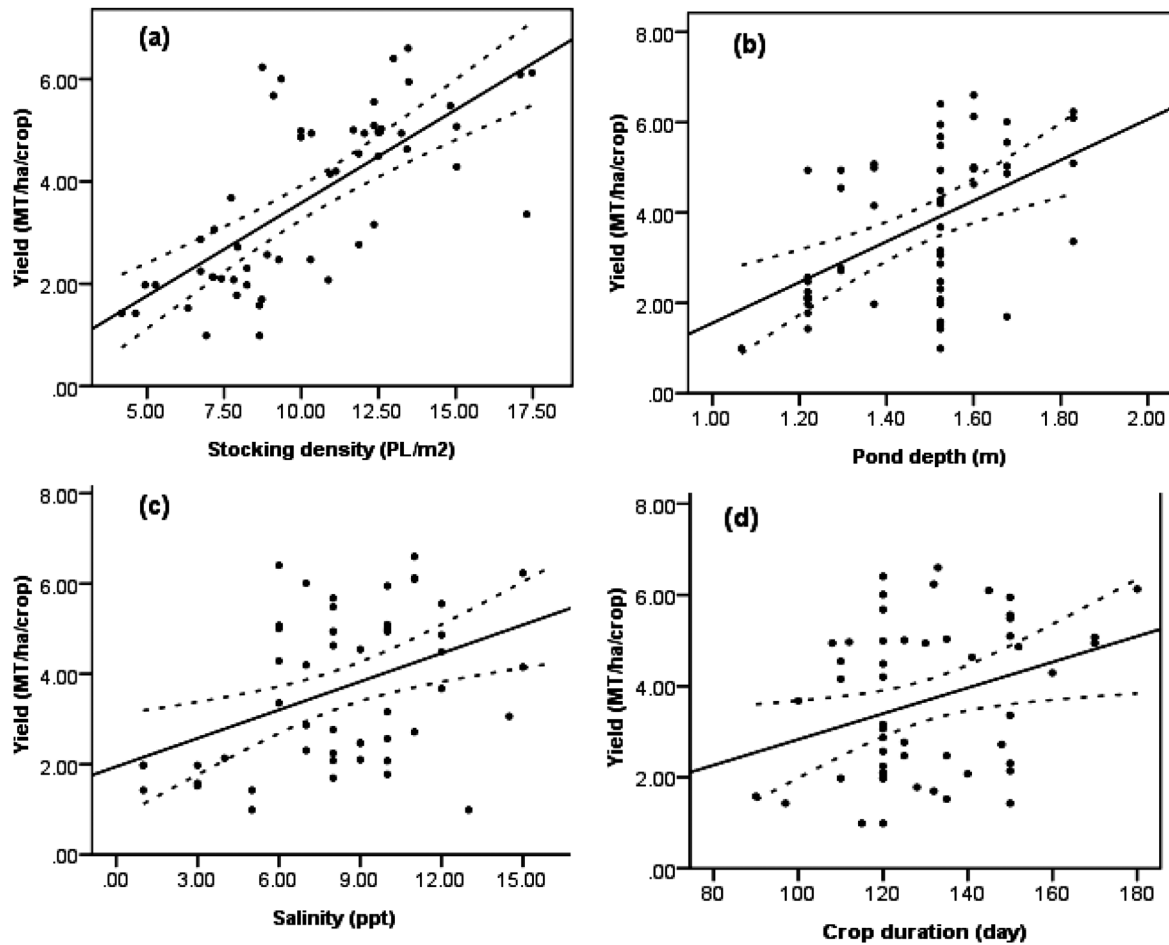 (a)
Yield (MT/ha/crop)
6.00
4.00
2.00
.00
5.00 7.50 10.00 12.50 15.00 17.50
Stocking density (PL/m2)
(b)
Yield (MT/ha/crop)
8.00
6.00
4.00
2.00
.00
1.00 1.20 1.40 1.60 1.80 2.00
Pond depth (m)
(c)
Yield (MT/ha/crop)
8.00
6.00
4.00
2.00
.00
.00 3.00 6.00 9.00 12.00 15.00
Salinity (ppt)
(d)
Yield (MT/ha/crop)
8.00
6.00
4.00
2.00
.00
80 100 120 140 160 180
Crop duration (day)